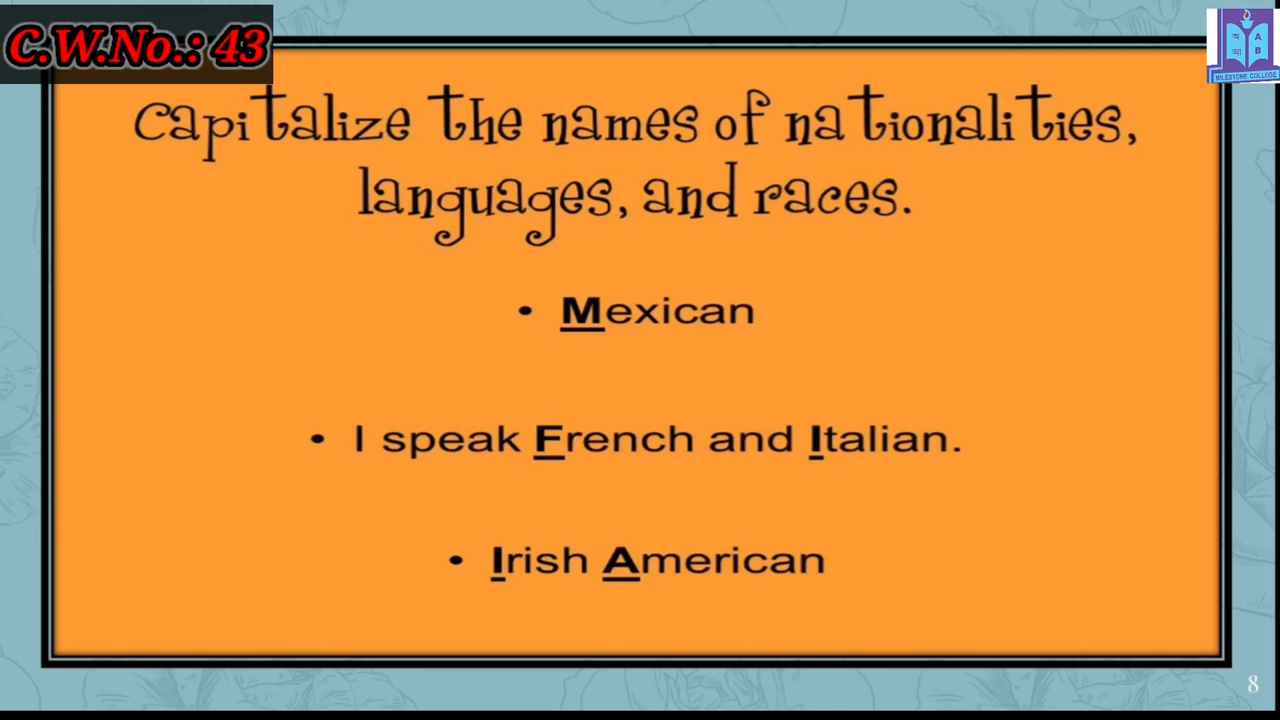 C.W.No.: 43
অ A
আ B
MILESTONE COLLEGE
Capitalize the names of nationalities,
languages, and races.
• Mexican
• I speak French and Italian.
• Irish American
8